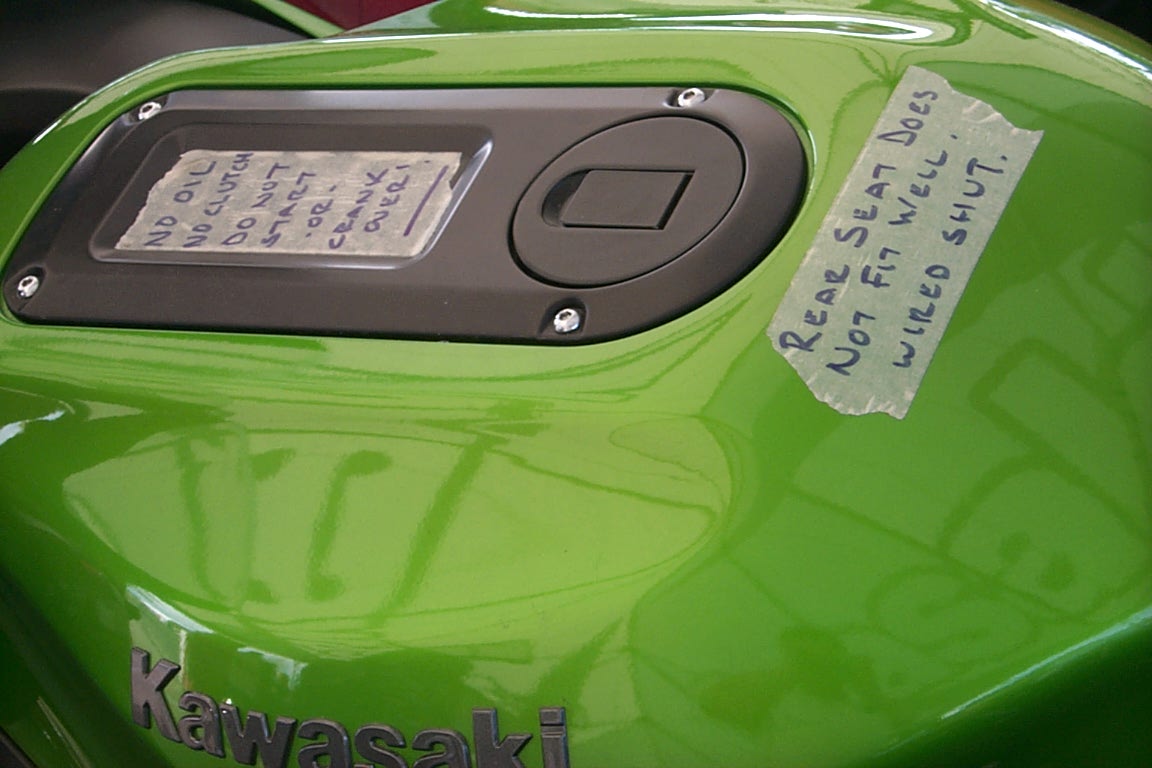 NO OIL
NO CLUTCH
DO NOT
START
·OR·
CRANK
OVER!
REAR SEAT DOES
NOT FIT WELL.
WIRED SHUT.
Kawasaki